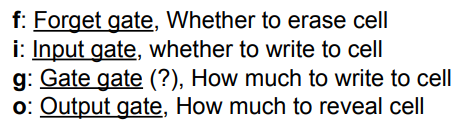 f: Forget gate, Whether to erase cell
i: Input gate, whether to write to cell
g: Gate gate (?), How much to write to cell
o: Output gate, How much to reveal cell